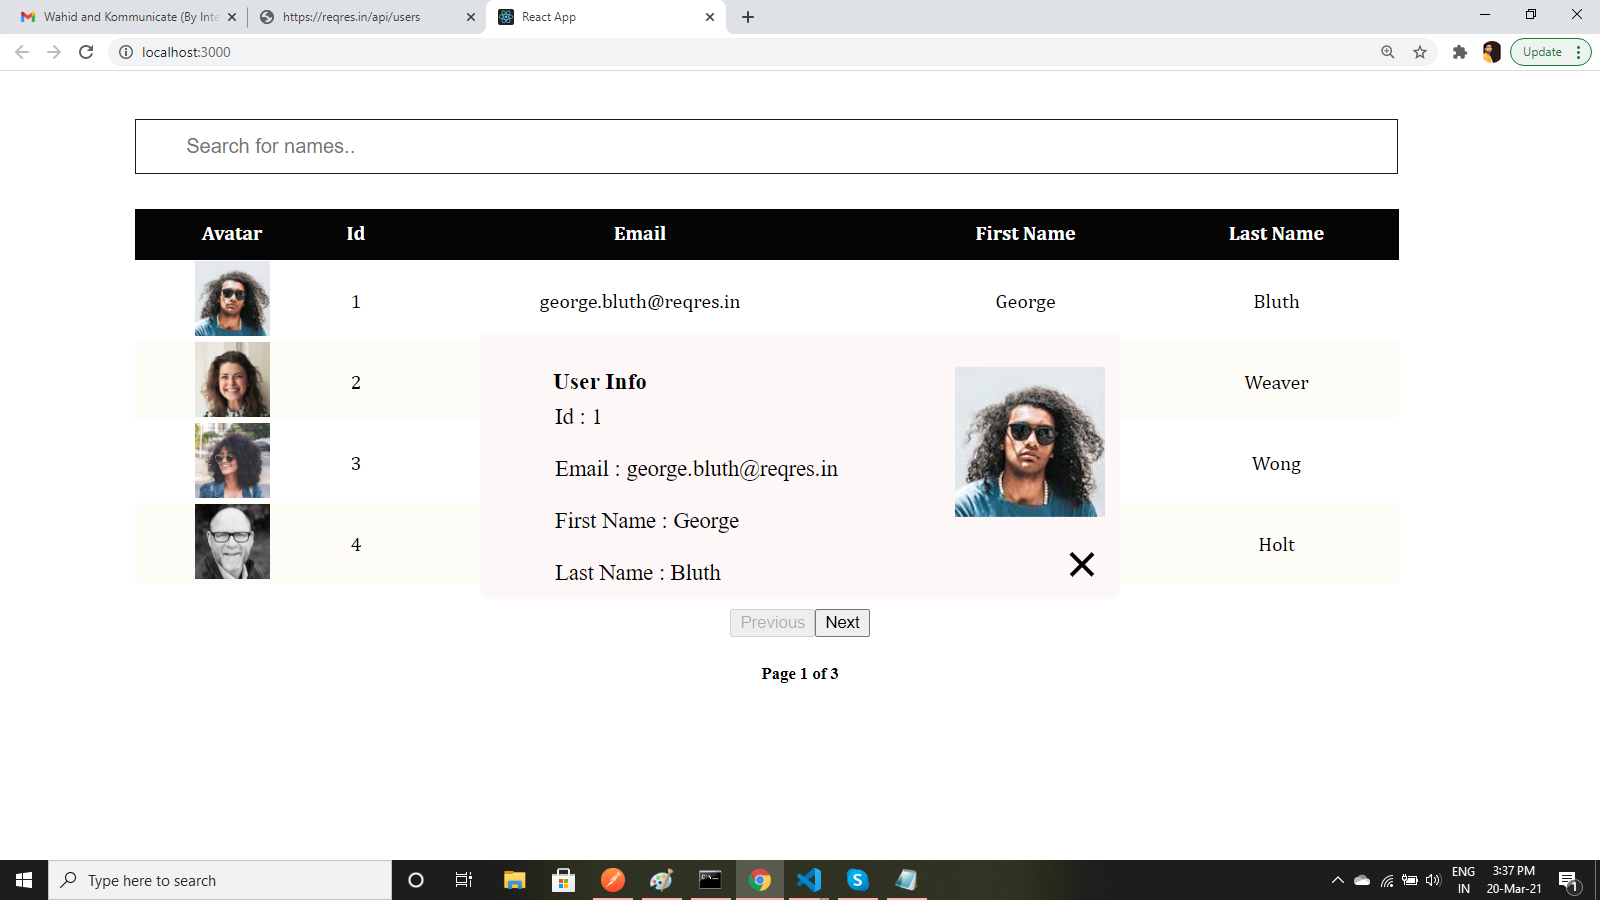 Wahid and Kommunicate (By Inte
https://reqres.in/api/users
React App
localhost:3000
Update
Search for names..
Avatar Id Email First Name Last Name
1 george.bluth@reqres.in George Bluth
2 Weaver
3 Wong
4 Holt
User Info
Id : 1
Email : george.bluth@reqres.in
First Name : George
Last Name : Bluth
Previous Next
Page 1 of 3
Type here to search
ENG
IN
3:37 PM
20-Mar-21
1